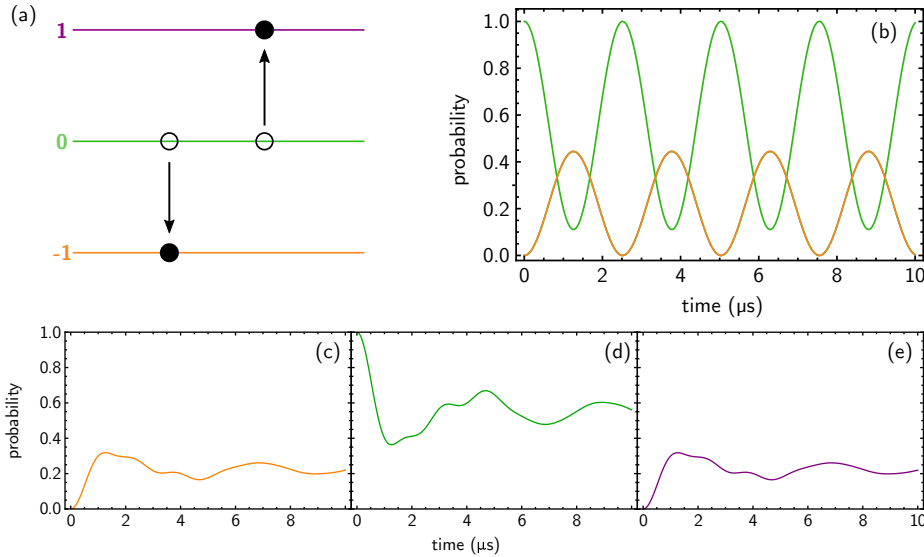 (a)
1
0
-1
(b)
probability
1.0
0.8
0.6
0.4
0.2
0.0
0 2 4 6 8 10
time (μs)
(c) (d) (e)
probability
1.0
0.8
0.6
0.4
0.2
0.0
0 2 4 6 8 0 2 4 6 8 0 2 4 6 8 10
time (μs) time (μs)